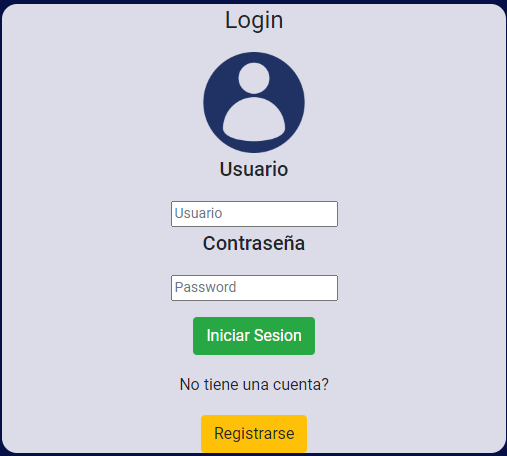 Login
Usuario
Usuario
Contraseña
Password
Iniciar Sesion
No tiene una cuenta?
Registrarse